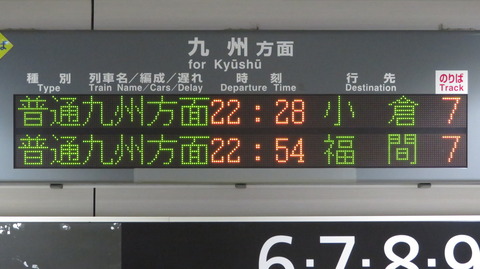 九州方面
for Kyūshū
種別 列車名/編成/遅れ 時刻 行先 のりば
Type Train Name/Cars/Delay Departure Time Destination Track
普通九州方面22:28 小倉 7
普通九州方面22:54 福間 7
6・7・8・9